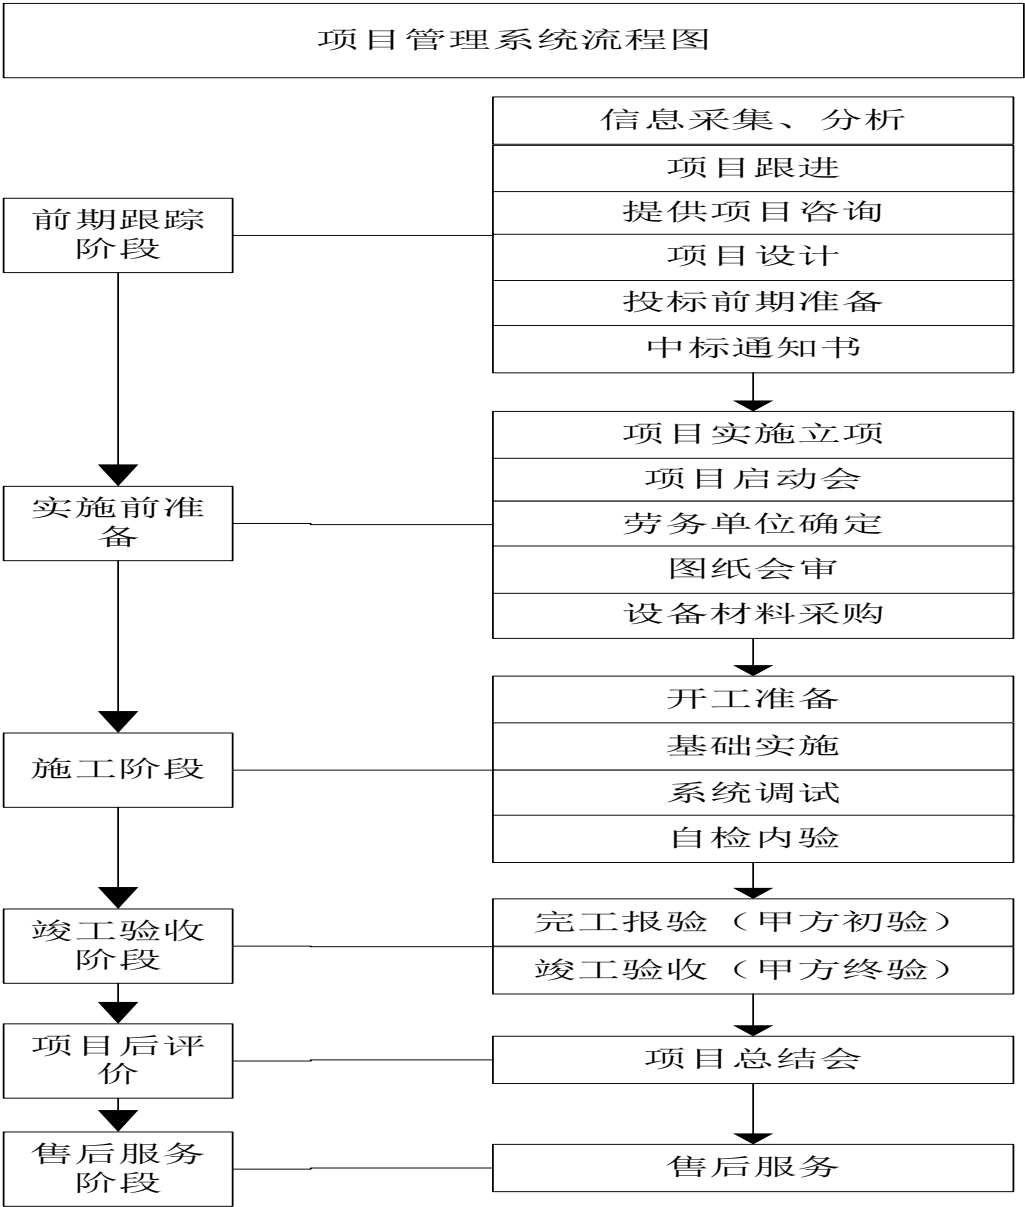 项目管理系统流程图
信息采集、分析
项目跟进
前期跟踪
阶段
提供项目咨询
项目设计
投标前期准备
中标通知书
项目实施立项
项目启动会
实施前准
备
劳务单位确定
图纸会审
设备材料采购
开工准备
基础实施
施工阶段
系统调试
自检内验
竣工验收
阶段
完工报验（甲方初验）
竣工验收（甲方终验）
项目后评
价
项目总结会
售后服务
阶段
售后服务